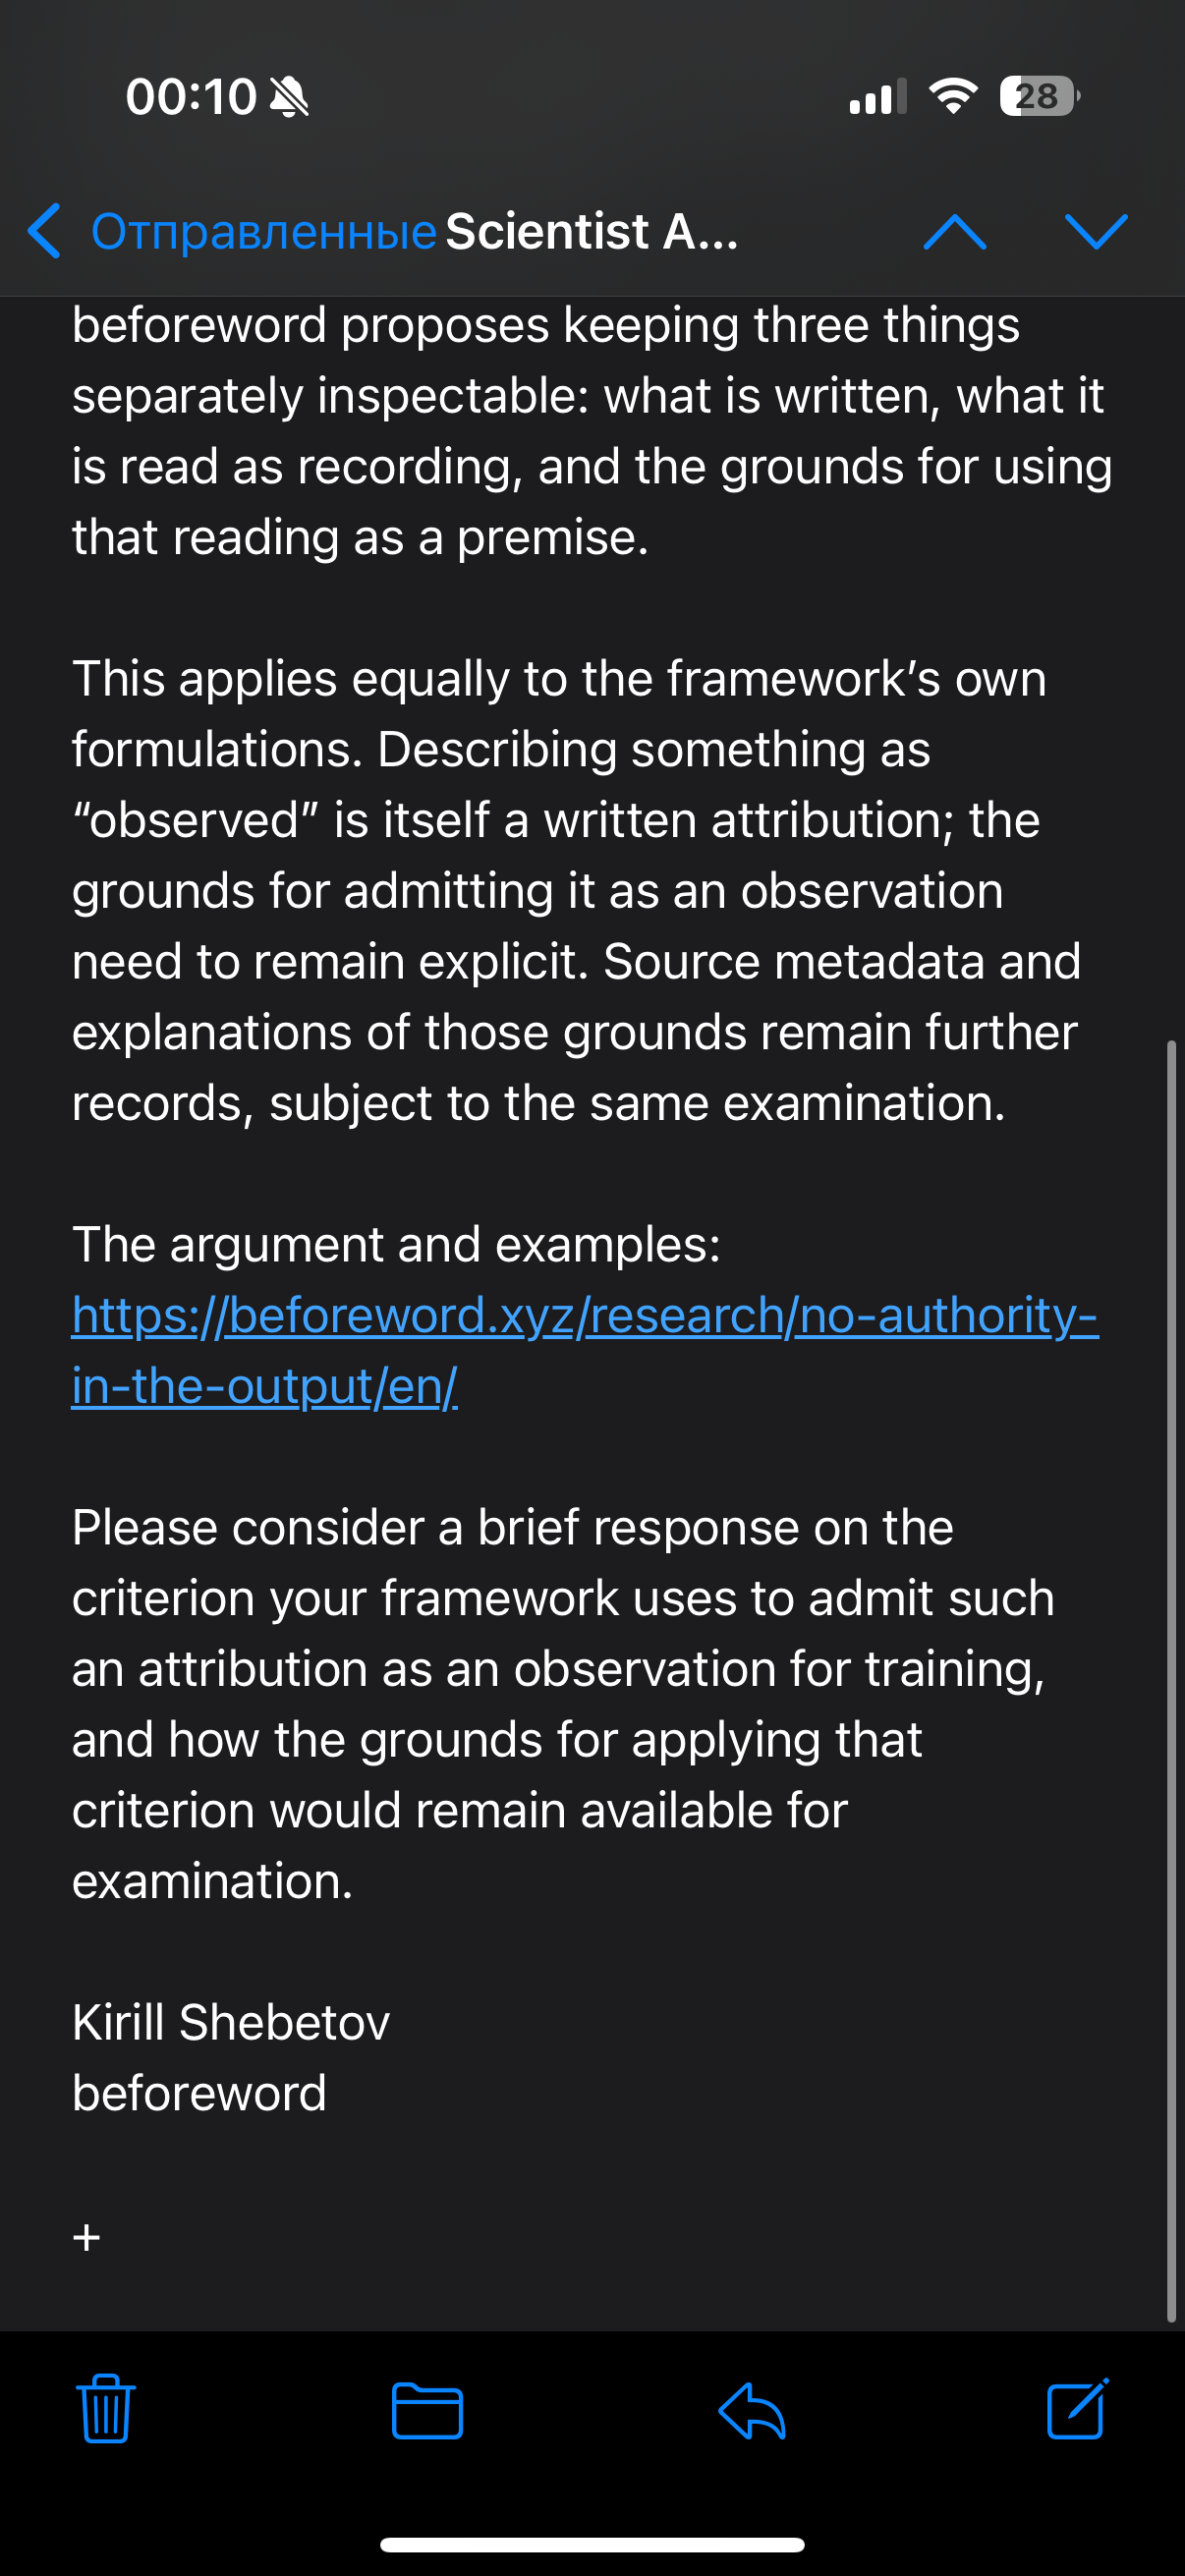 00:10
28
Отправленные Scientist A...
beforeword proposes keeping three things
separately inspectable: what is written, what it
is read as recording, and the grounds for using
that reading as a premise.
This applies equally to the framework’s own
formulations. Describing something as
“observed” is itself a written attribution; the
grounds for admitting it as an observation
need to remain explicit. Source metadata and
explanations of those grounds remain further
records, subject to the same examination.
The argument and examples:
https://beforeword.xyz/research/no-authority-
in-the-output/en/
Please consider a brief response on the
criterion your framework uses to admit such
an attribution as an observation for training,
and how the grounds for applying that
criterion would remain available for
examination.
Kirill Shebetov
beforeword
+